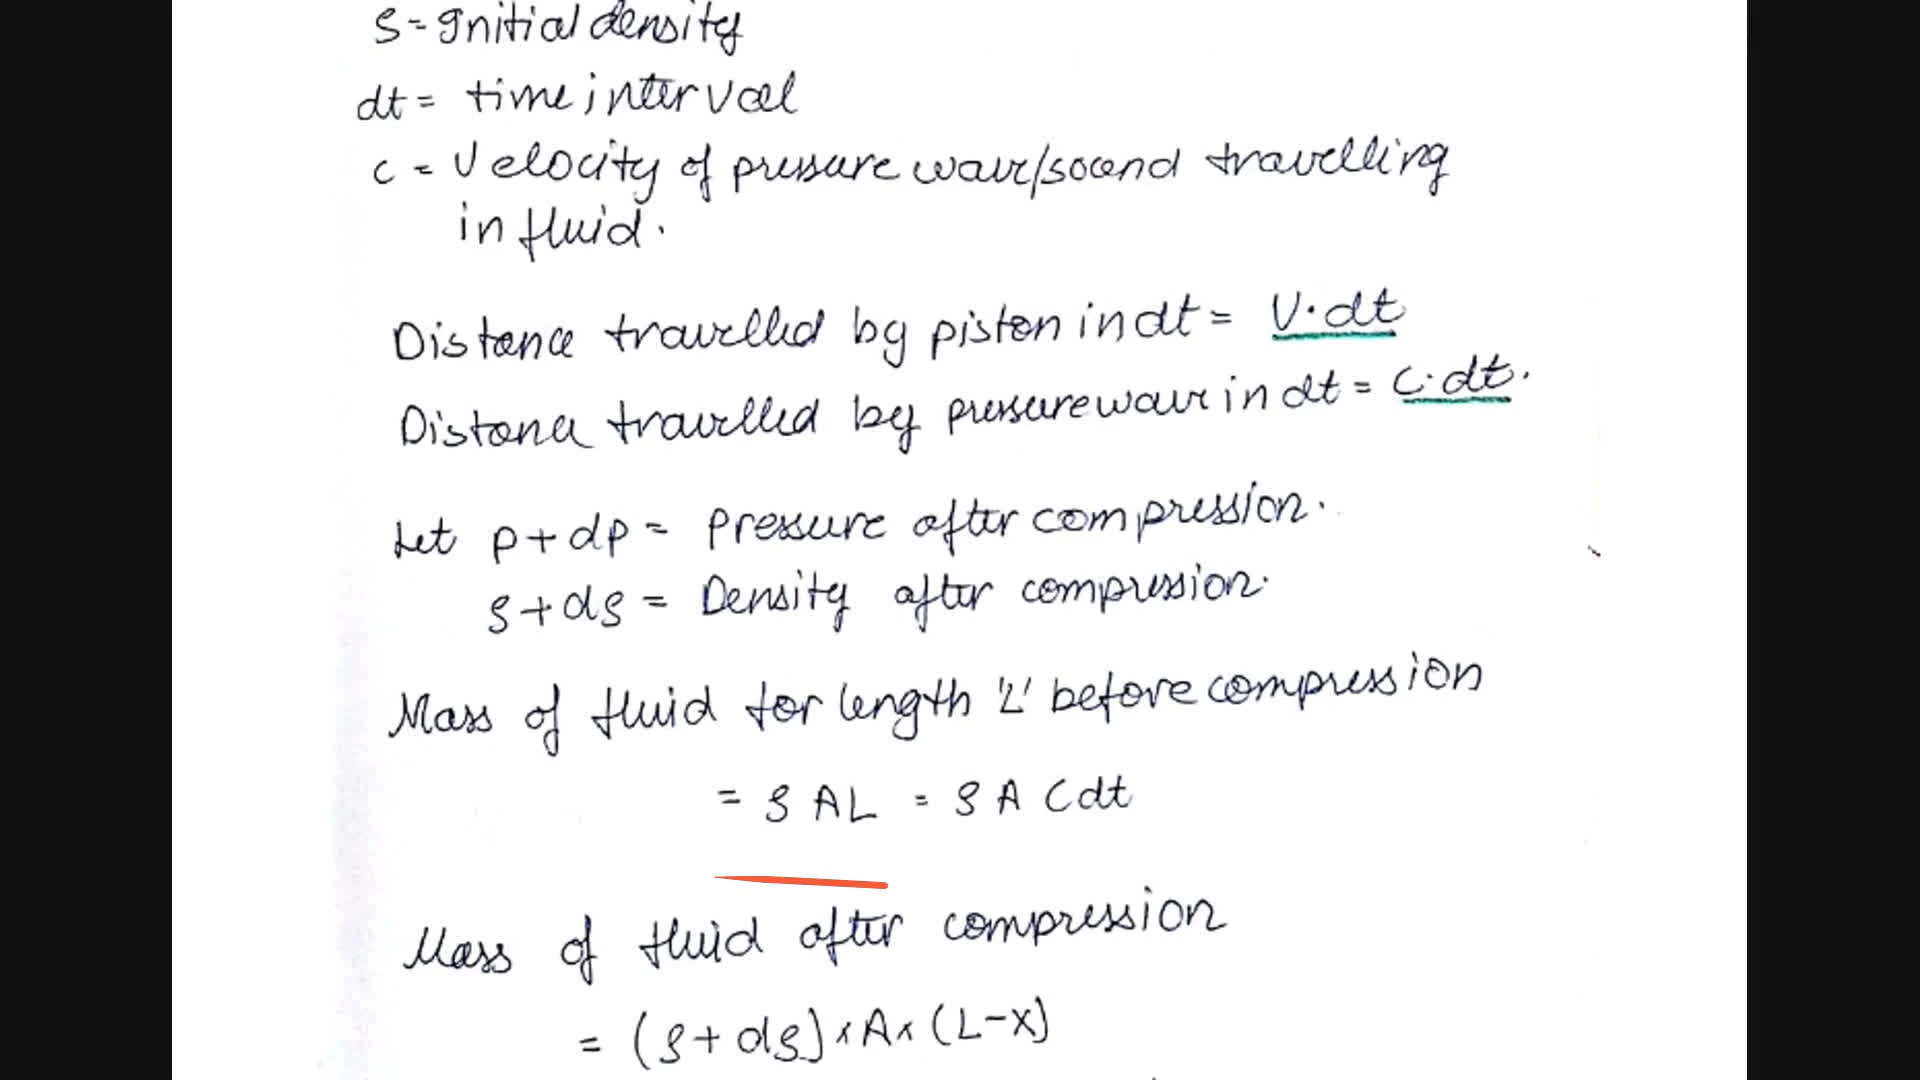 ρ = Initial density
dt = time interval
c = Velocity of pressure wave/sound travelling
in fluid.
Distance travelled by piston in dt = V·dt
Distance travelled by pressure wave in dt = C·dt.
Let p+dp = Pressure after compression.
ρ+dρ = Density after compression.
Mass of fluid for length 'L' before compression
= ρ AL = ρ A Cdt
Mass of fluid after compression
= (ρ+dρ)×A×(L-x)